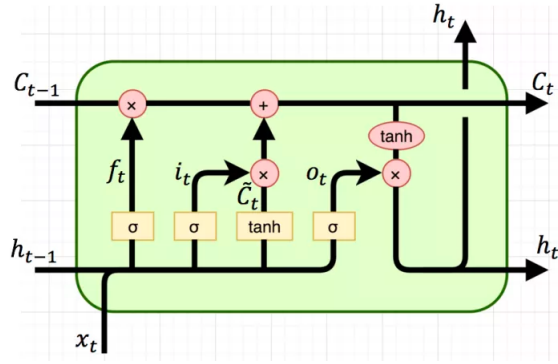 h_t
C_{t-1}
C_t
×
+
tanh
f_t
i_t
×
o_t
×
C̃_t
σ
σ
tanh
σ
h_{t-1}
h_t
x_t